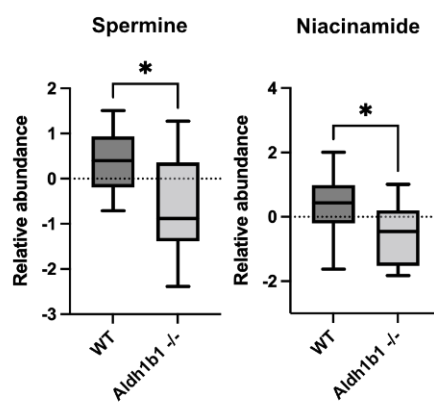 Spermine
*
Relative abundance
2
1
0
-1
-2
-3
WT
Aldh1b1 -/-
Niacinamide
*
Relative abundance
4
2
0
-2
WT
Aldh1b1 -/-